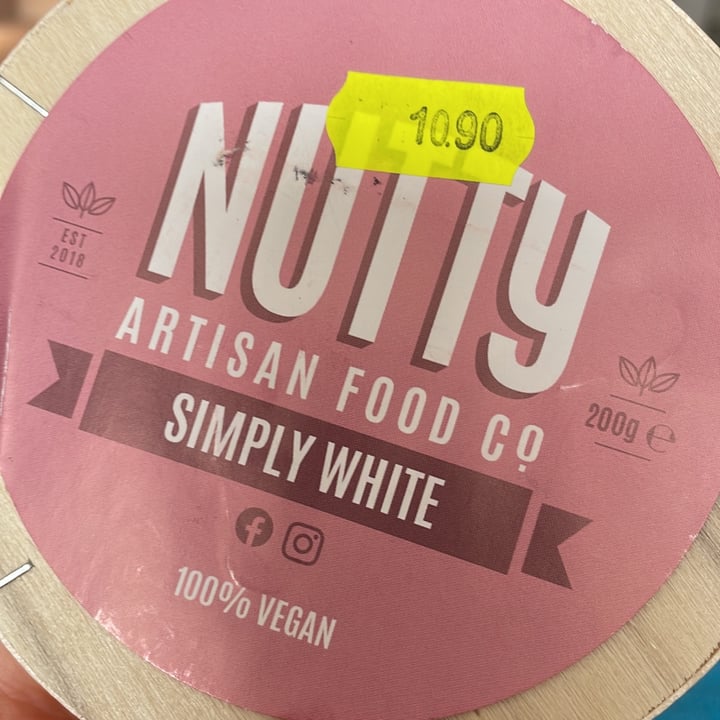 10.90
NUTTY
EST
2018
ARTISAN FOOD Co
200g ℮
SIMPLY WHITE
100% VEGAN